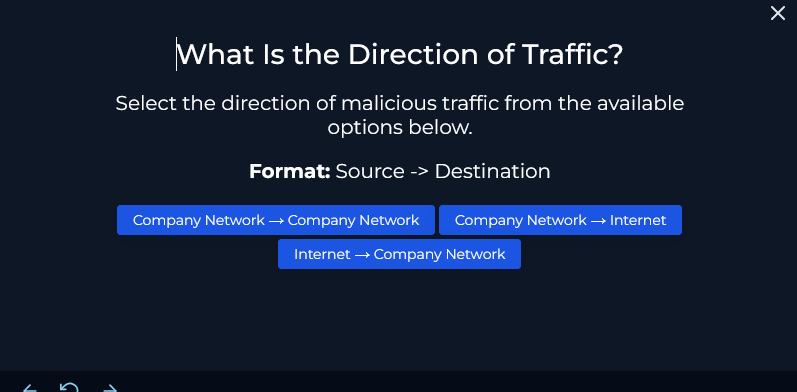 What Is the Direction of Traffic?
Select the direction of malicious traffic from the available
options below.
Format: Source -> Destination
Company Network → Company Network
Company Network → Internet
Internet → Company Network